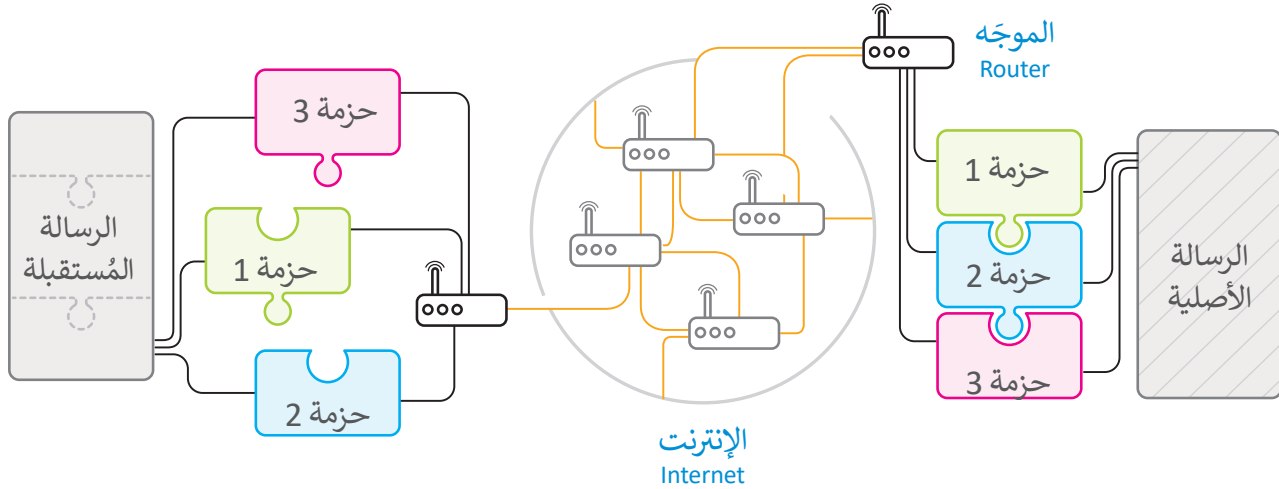 الموجَه
Router
الرسالة
الأصلية
حزمة 1
حزمة 2
حزمة 3
الإنترنت
Internet
حزمة 3
حزمة 1
حزمة 2
الرسالة
المُستقبلة